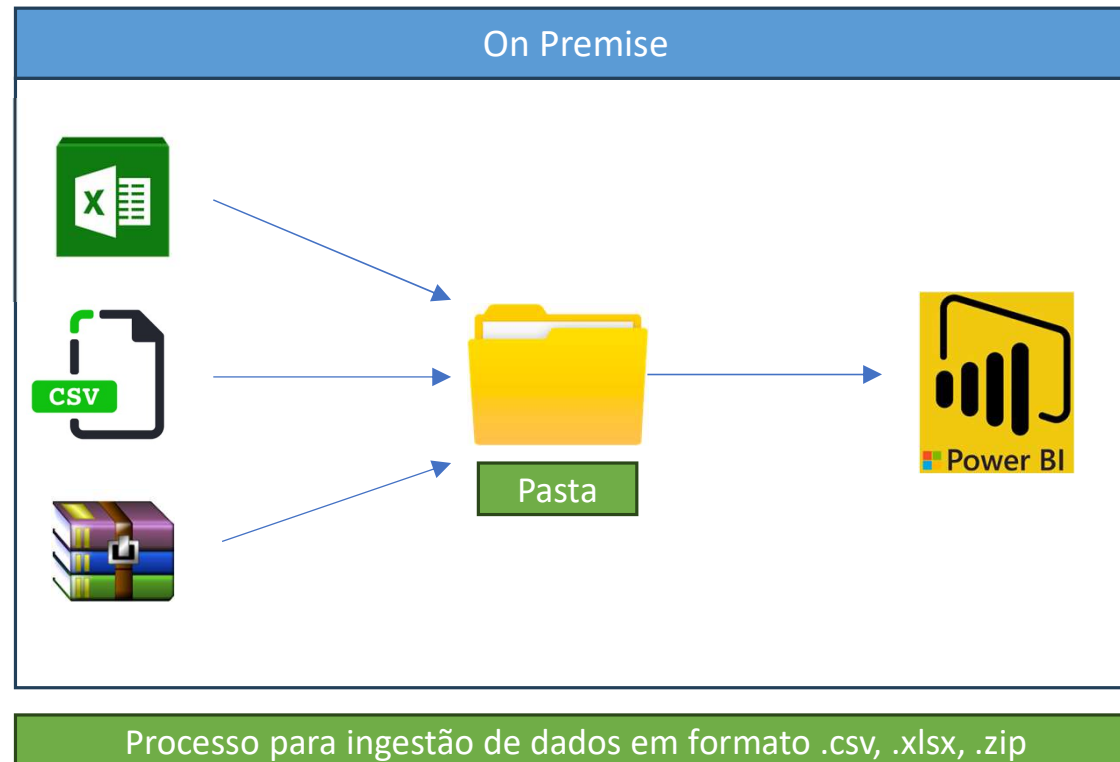 On Premise
X
CSV
Pasta
Power BI
Processo para ingestão de dados em formato .csv, .xlsx, .zip